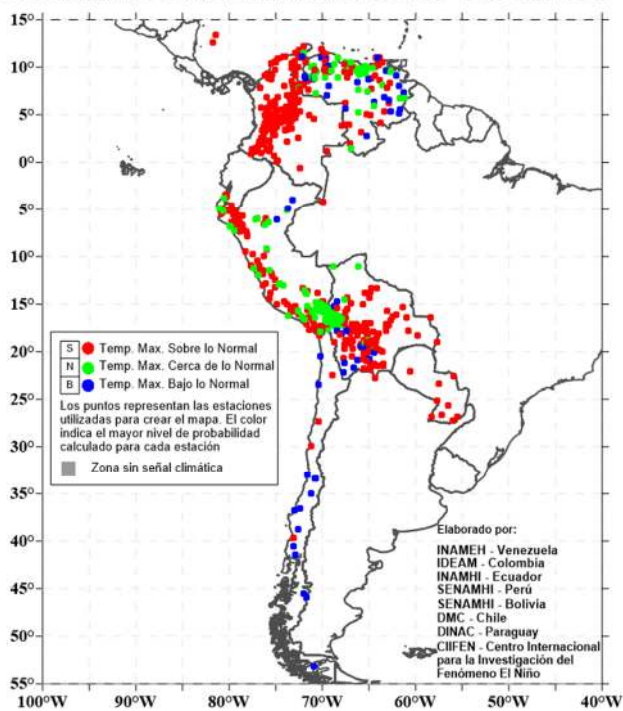 15°
10°
5°
0°
5°
10°
15°
20°
25°
30°
35°
40°
45°
50°
55°
100°W
90°W
80°W
70°W
60°W
50°W
40°W
S Temp. Max. Sobre lo Normal
N Temp. Max. Cerca de lo Normal
B Temp. Max. Bajo lo Normal
Los puntos representan las estaciones
utilizadas para crear el mapa. El color
indica el mayor nivel de probabilidad
calculado para cada estación
Zona sin señal climática
Elaborado por:
INAMEH - Venezuela
IDEAM - Colombia
INAMHI - Ecuador
SENAMHI - Perú
SENAMHI - Bolivia
DMC - Chile
DINAC - Paraguay
CIIFEN - Centro Internacional
para la Investigación del
Fenómeno El Niño